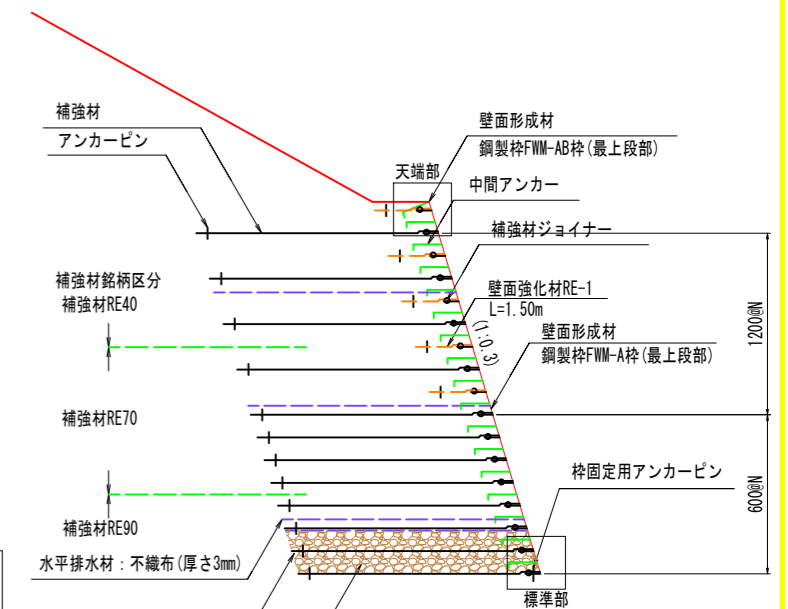 補強材
アンカーピン
壁面形成材
鋼製枠FWM-AB枠(最上段部)
天端部
中間アンカー
補強材ジョイナー
補強材銘柄区分
補強材RE40
壁面強化材RE-1
L=1.50m
(1:0.3)
壁面形成材
鋼製枠FWM-A枠(最上段部)
1200@N
補強材RE70
枠固定用アンカーピン
600@N
補強材RE90
水平排水材：不織布(厚さ3mm)
標準部